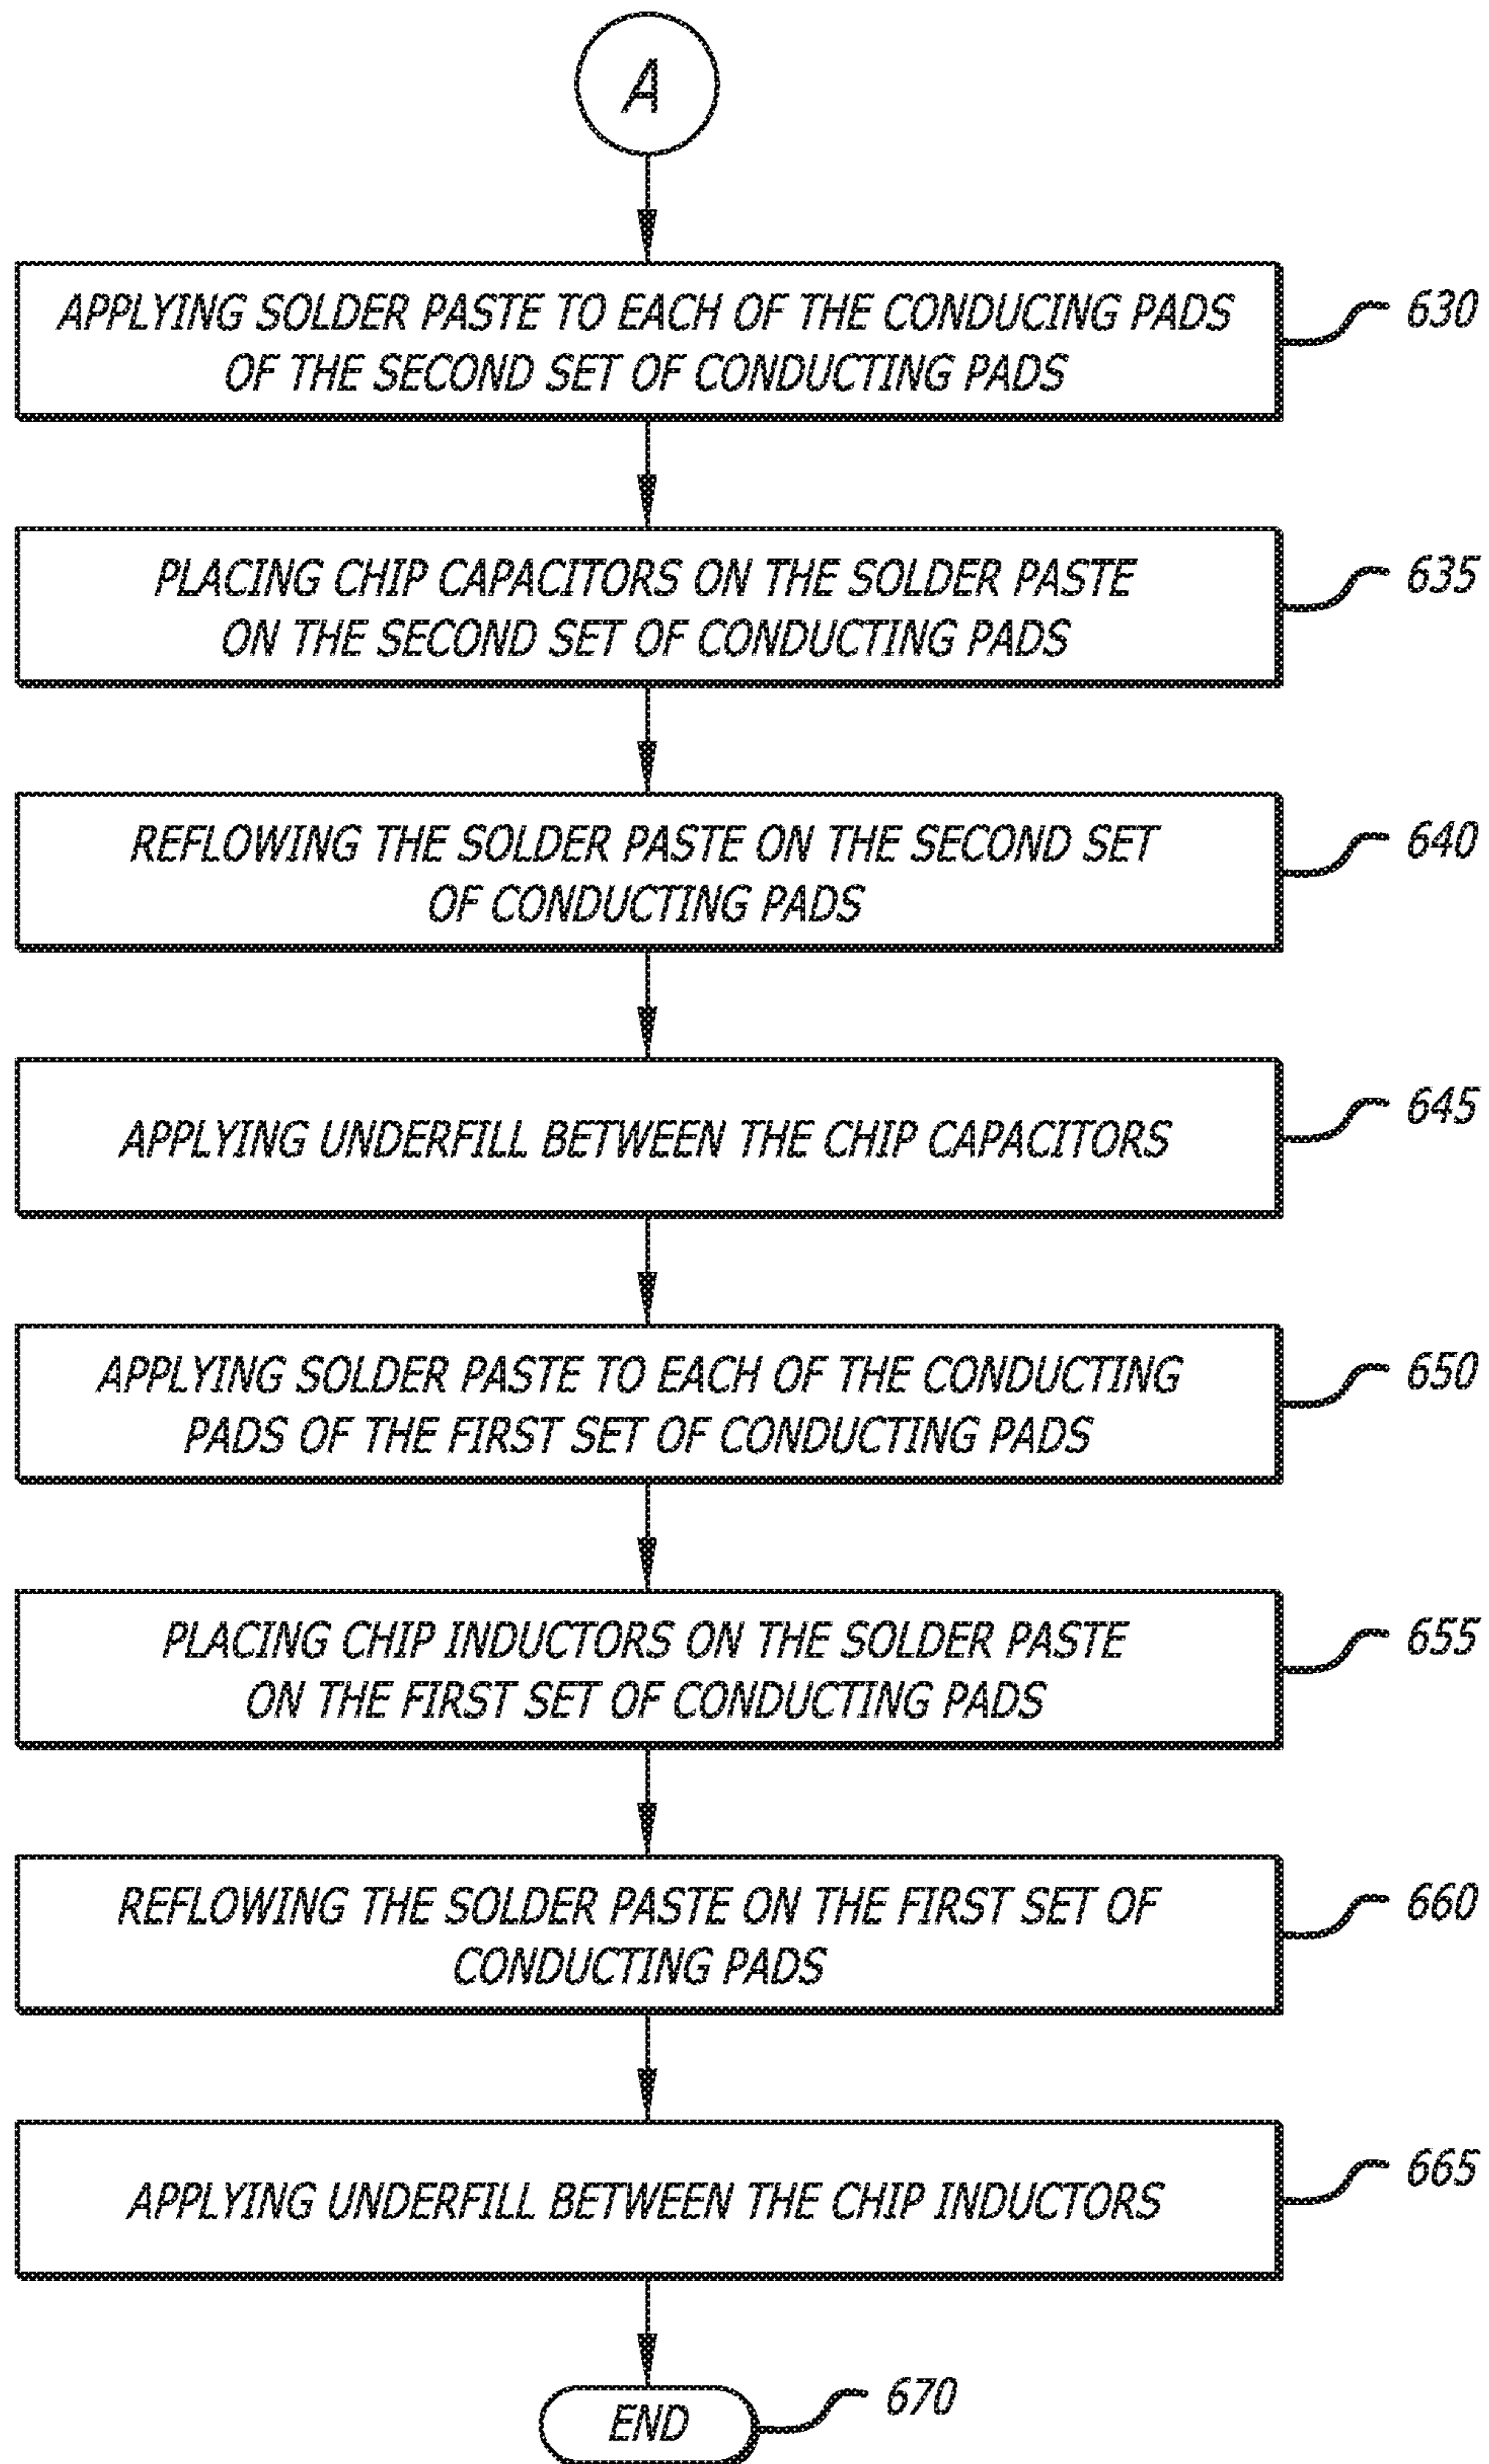 A
APPLYING SOLDER PASTE TO EACH OF THE CONDUCING PADS
OF THE SECOND SET OF CONDUCTING PADS
630
PLACING CHIP CAPACITORS ON THE SOLDER PASTE
ON THE SECOND SET OF CONDUCTING PADS
635
REFLOWING THE SOLDER PASTE ON THE SECOND SET
OF CONDUCTING PADS
640
APPLYING UNDERFILL BETWEEN THE CHIP CAPACITORS
645
APPLYING SOLDER PASTE TO EACH OF THE CONDUCTING
PADS OF THE FIRST SET OF CONDUCTING PADS
650
PLACING CHIP INDUCTORS ON THE SOLDER PASTE
ON THE FIRST SET OF CONDUCTING PADS
655
REFLOWING THE SOLDER PASTE ON THE FIRST SET OF
CONDUCTING PADS
660
APPLYING UNDERFILL BETWEEN THE CHIP INDUCTORS
665
END
670